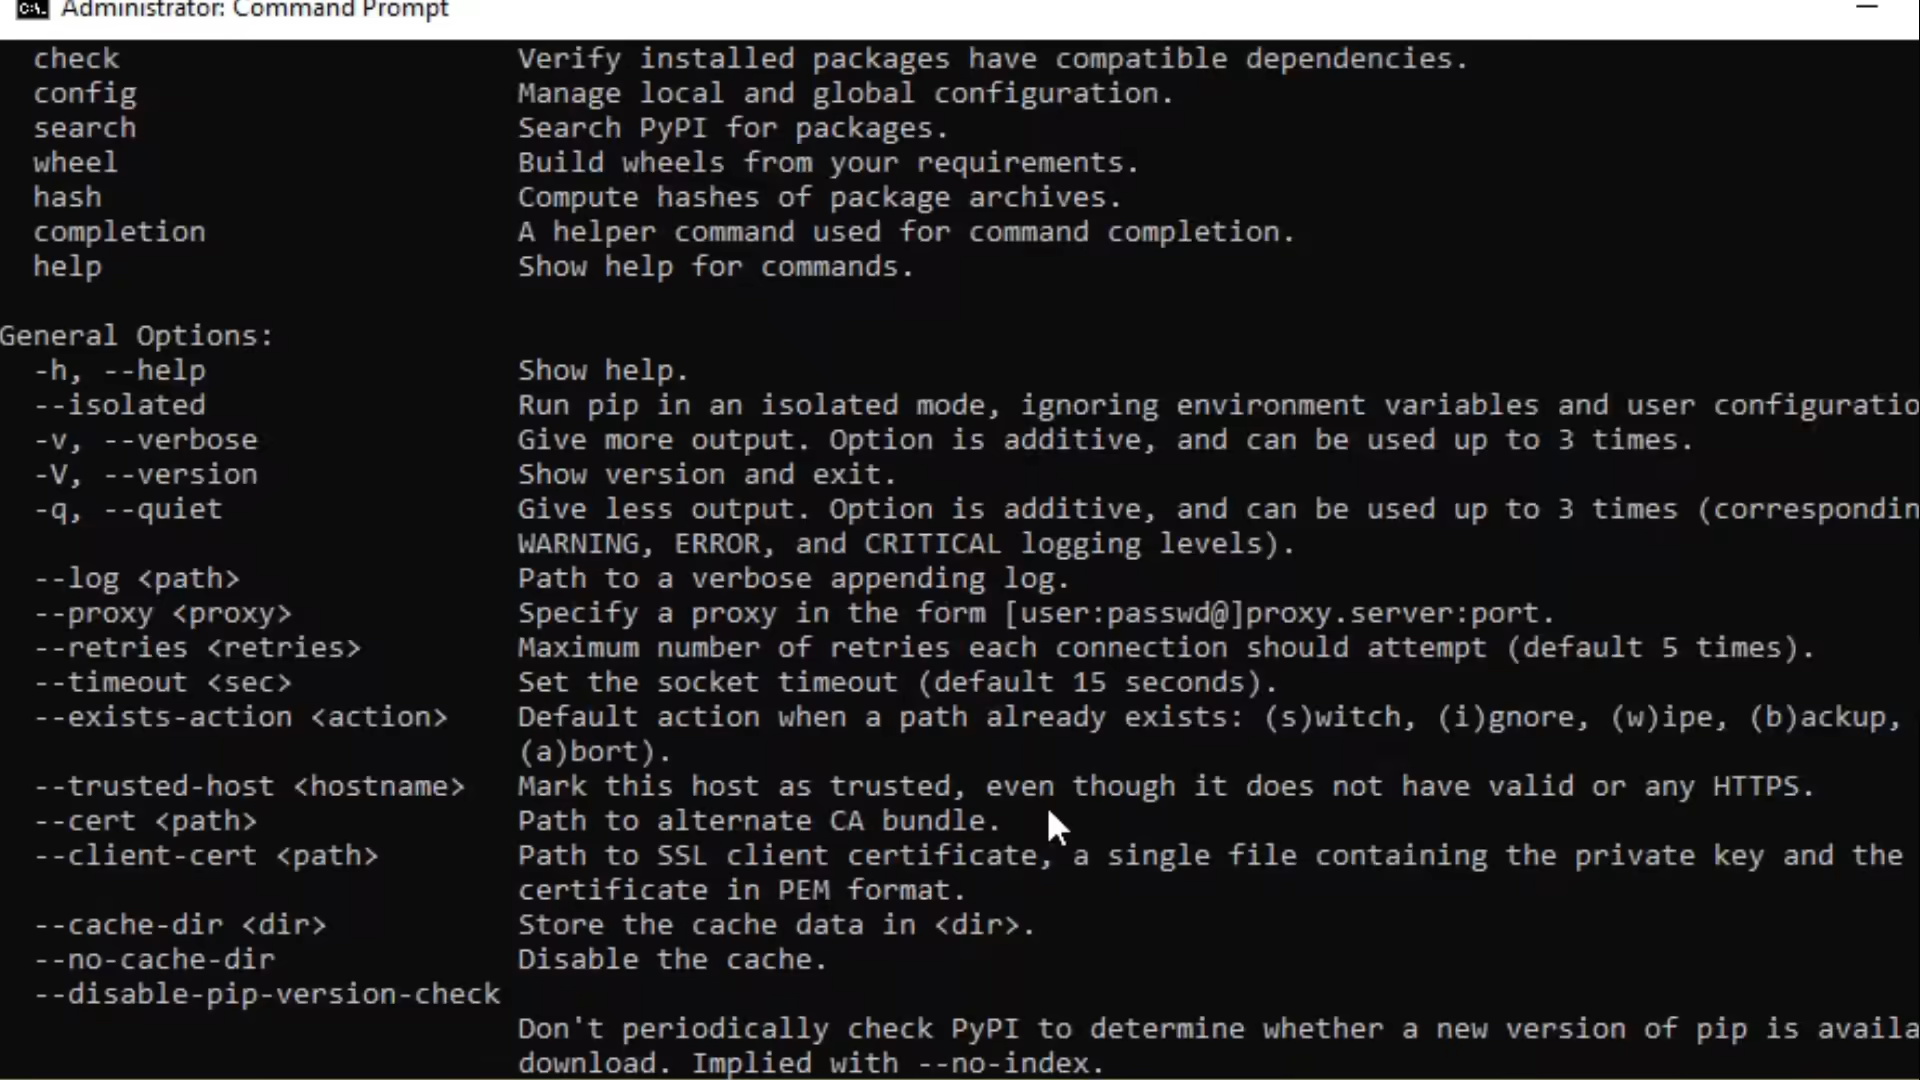 Administrator: Command Prompt
check Verify installed packages have compatible dependencies.
config Manage local and global configuration.
search Search PyPI for packages.
wheel Build wheels from your requirements.
hash Compute hashes of package archives.
completion A helper command used for command completion.
help Show help for commands.
General Options:
-h, --help Show help.
--isolated Run pip in an isolated mode, ignoring environment variables and user configuratio
-v, --verbose Give more output. Option is additive, and can be used up to 3 times.
-V, --version Show version and exit.
-q, --quiet Give less output. Option is additive, and can be used up to 3 times (correspondin
WARNING, ERROR, and CRITICAL logging levels).
--log <path> Path to a verbose appending log.
--proxy <proxy> Specify a proxy in the form [user:passwd@]proxy.server:port.
--retries <retries> Maximum number of retries each connection should attempt (default 5 times).
--timeout <sec> Set the socket timeout (default 15 seconds).
--exists-action <action> Default action when a path already exists: (s)witch, (i)gnore, (w)ipe, (b)ackup,
(a)bort).
--trusted-host <hostname> Mark this host as trusted, even though it does not have valid or any HTTPS.
--cert <path> Path to alternate CA bundle.
--client-cert <path> Path to SSL client certificate, a single file containing the private key and the
certificate in PEM format.
--cache-dir <dir> Store the cache data in <dir>.
--no-cache-dir Disable the cache.
--disable-pip-version-check
Don't periodically check PyPI to determine whether a new version of pip is availa
download. Implied with --no-index.